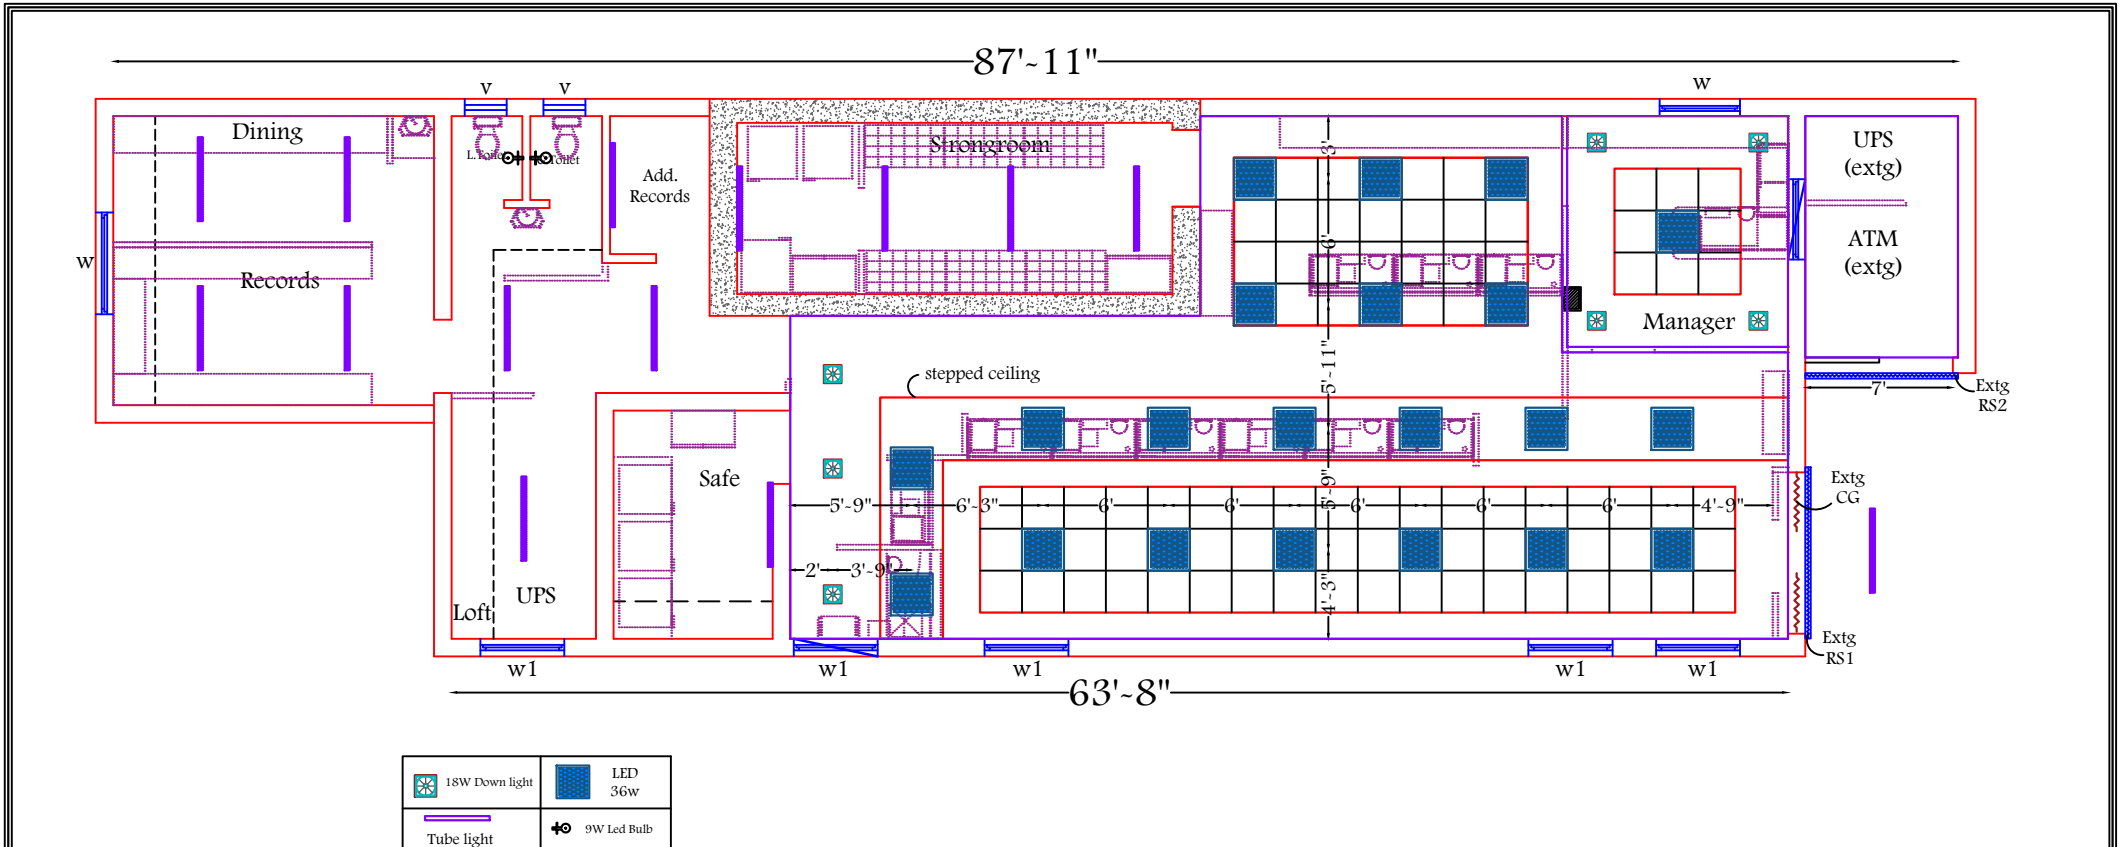 87'~11"
v
v
w
Dining
L.Toilet
Toilet
Add.
Records
Strongroom
3'
UPS
(extg)
6'
ATM
(extg)
w
Records
Manager
5'~11"
stepped ceiling
7'
Extg
RS2
Safe
5'~9"
6'~3"
6'
6'
6'
6'
6'
4'~9"
5'~9"
Extg
CG
2'
3'~9"
4'~3"
UPS
Loft
Extg
RS1
w1
w1
w1
w1
w1
63'~8"
18W Down light
LED
36w
Tube light
9W Led Bulb